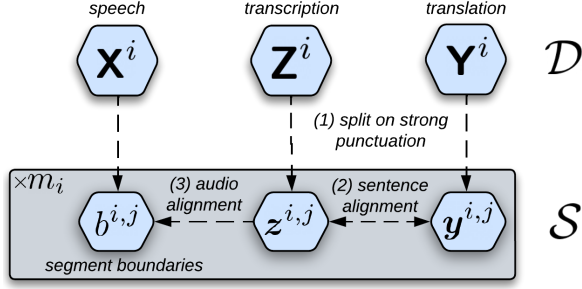 speech transcription translation
X^i Z^i Y^i 𝒟
(1) split on strong
punctuation
×m_i
(3) audio
alignment
(2) sentence
alignment
b^{i,j} z^{i,j} y^{i,j} 𝒮
segment boundaries